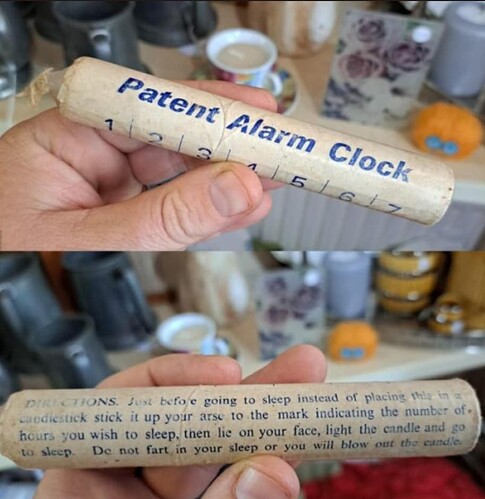 Patent Alarm Clock
1 | 2 | 3 | 4 | 5 | 6 | 7
DIRECTIONS. Just before going to sleep instead of placing this in a
candlestick stick it up your arse to the mark indicating the number of
hours you wish to sleep, then lie on your face, light the candle and go
to sleep. Do not fart in your sleep or you will blow out the candle.